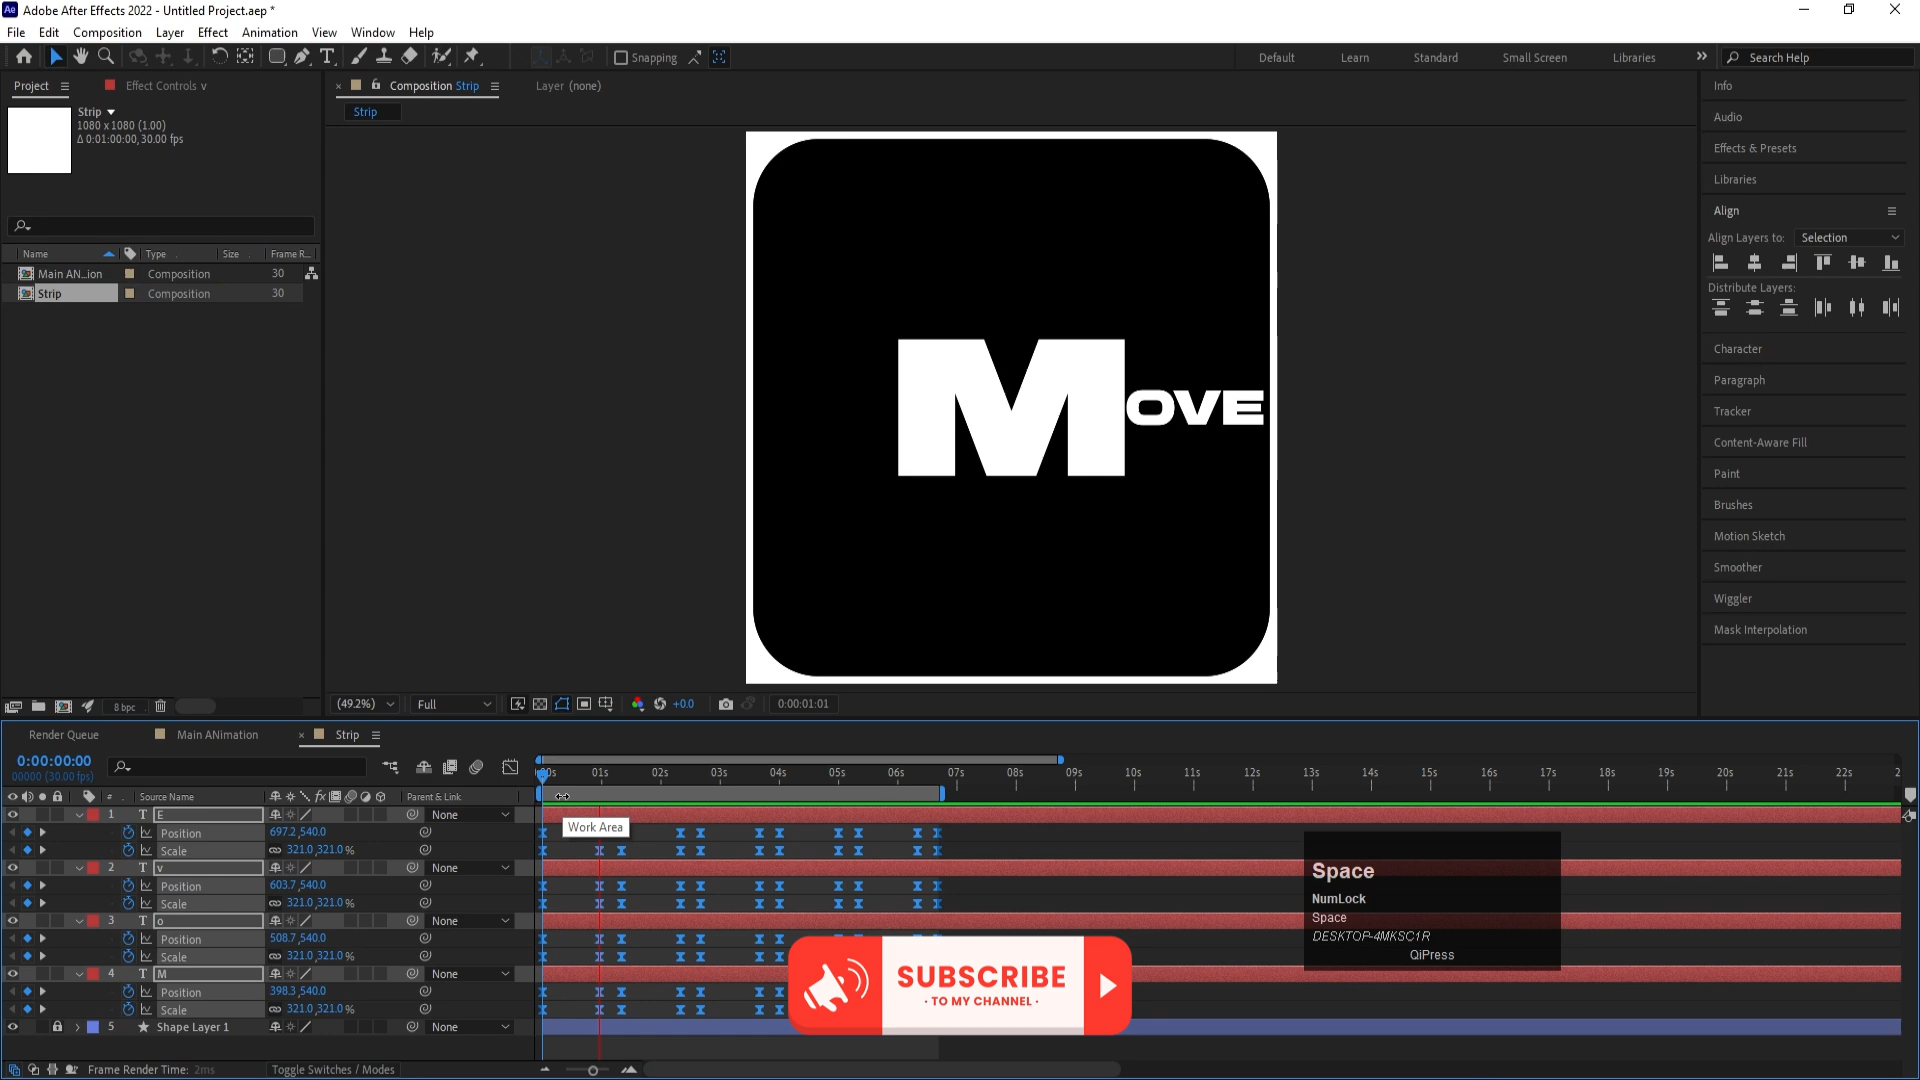 Ae Adobe After Effects 2022 - Untitled Project.aep *
File Edit Composition Layer Effect Animation View Window Help
Snapping Default Learn Standard Small Screen Libraries Search Help
Project Effect Controls Composition Strip Layer (none) Info
Strip
1080 x 1080 (1.00)
Δ 0:01:00:00, 30.00 fps
Strip
Audio
Effects & Presets
Libraries
Align
Align Layers to: Selection
Distribute Layers:
Name Type Size Frame R...
Main AN...ion Composition 30
Strip Composition 30
MOVE
Character
Paragraph
Tracker
Content-Aware Fill
Paint
Brushes
Motion Sketch
Smoother
Wiggler
Mask Interpolation
8 bpc (49.2%) Full +0.0 0:00:01:01
Render Queue Main ANimation Strip
0:00:00:00
00000 (30.00 fps)
00s 01s 02s 03s 04s 05s 06s 07s 08s 09s 10s 11s 12s 13s 14s 15s 16s 17s 18s 19s 20s 21s 22s 2
# Source Name fx Parent & Link
1 T E None
Work Area
Position 697.2,540.0
Scale 321.0,321.0 %
2 T v None
Position 603.7,540.0
Scale 321.0,321.0 %
3 T o None
Position 508.7,540.0
Scale 321.0,321.0 %
4 T M None
Position 398.3,540.0
Scale 321.0,321.0 %
5 Shape Layer 1 None
Space
NumLock
Space
DESKTOP-4MKSC1R
QiPress
SUBSCRIBE
· TO MY CHANNEL ·
Frame Render Time: 2ms Toggle Switches / Modes